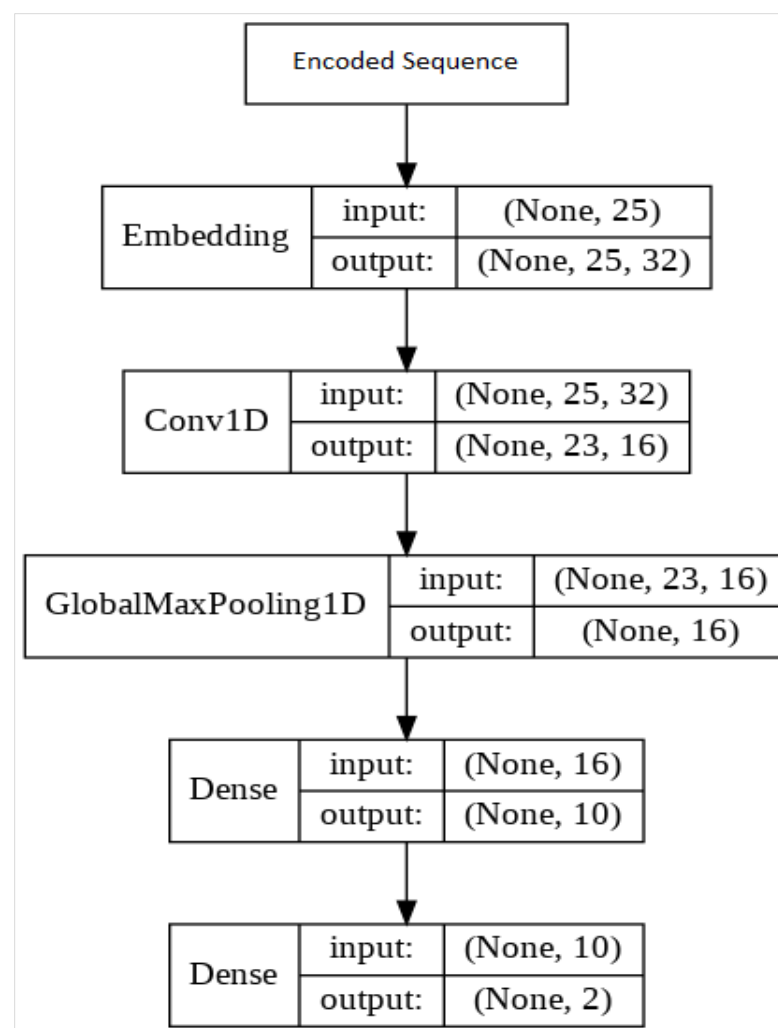 Encoded Sequence
Embedding
input: (None, 25)
output: (None, 25, 32)
Conv1D
input: (None, 25, 32)
output: (None, 23, 16)
GlobalMaxPooling1D
input: (None, 23, 16)
output: (None, 16)
Dense
input: (None, 16)
output: (None, 10)
Dense
input: (None, 10)
output: (None, 2)